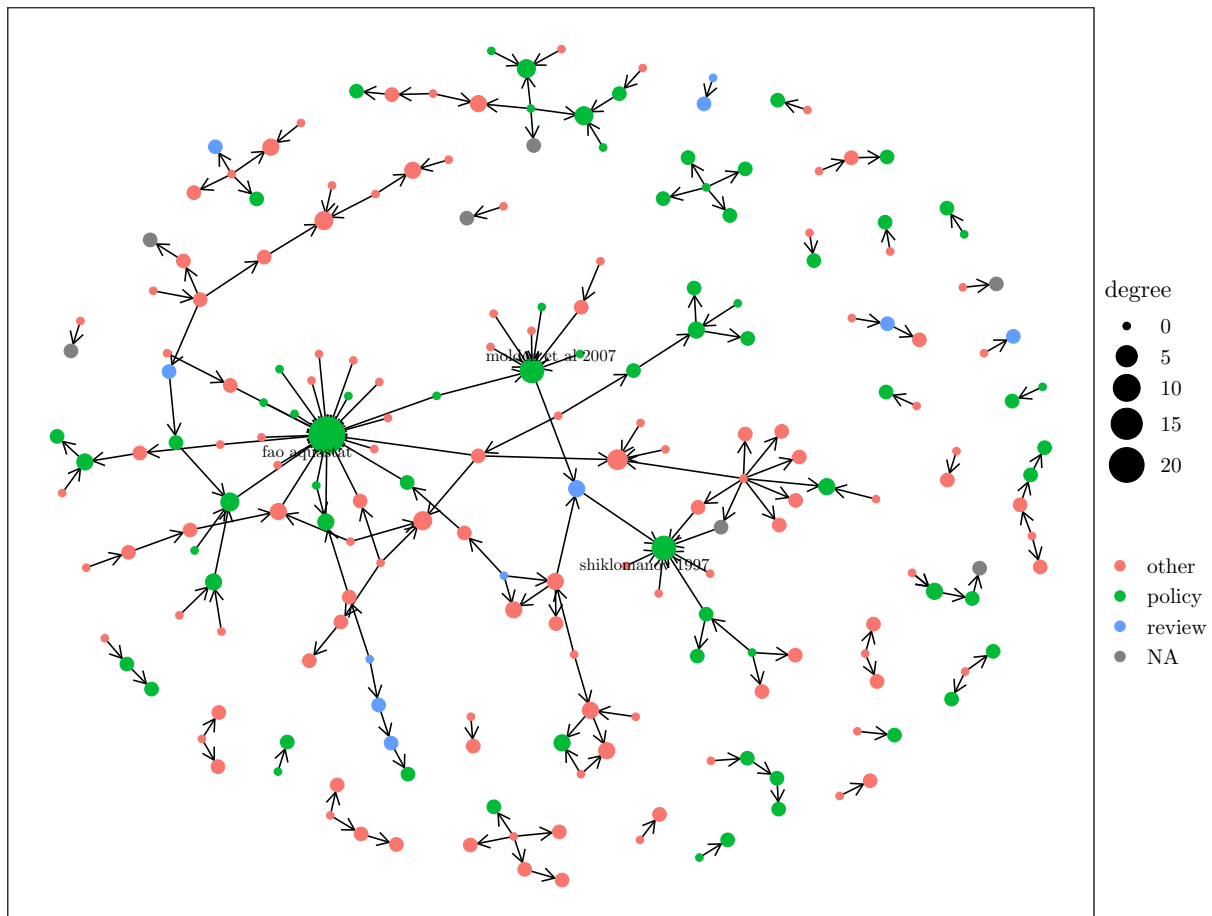 degree
0
5
10
15
20
molden et al 2007
fao aquastat
shiklomanov 1997
other
policy
review
NA